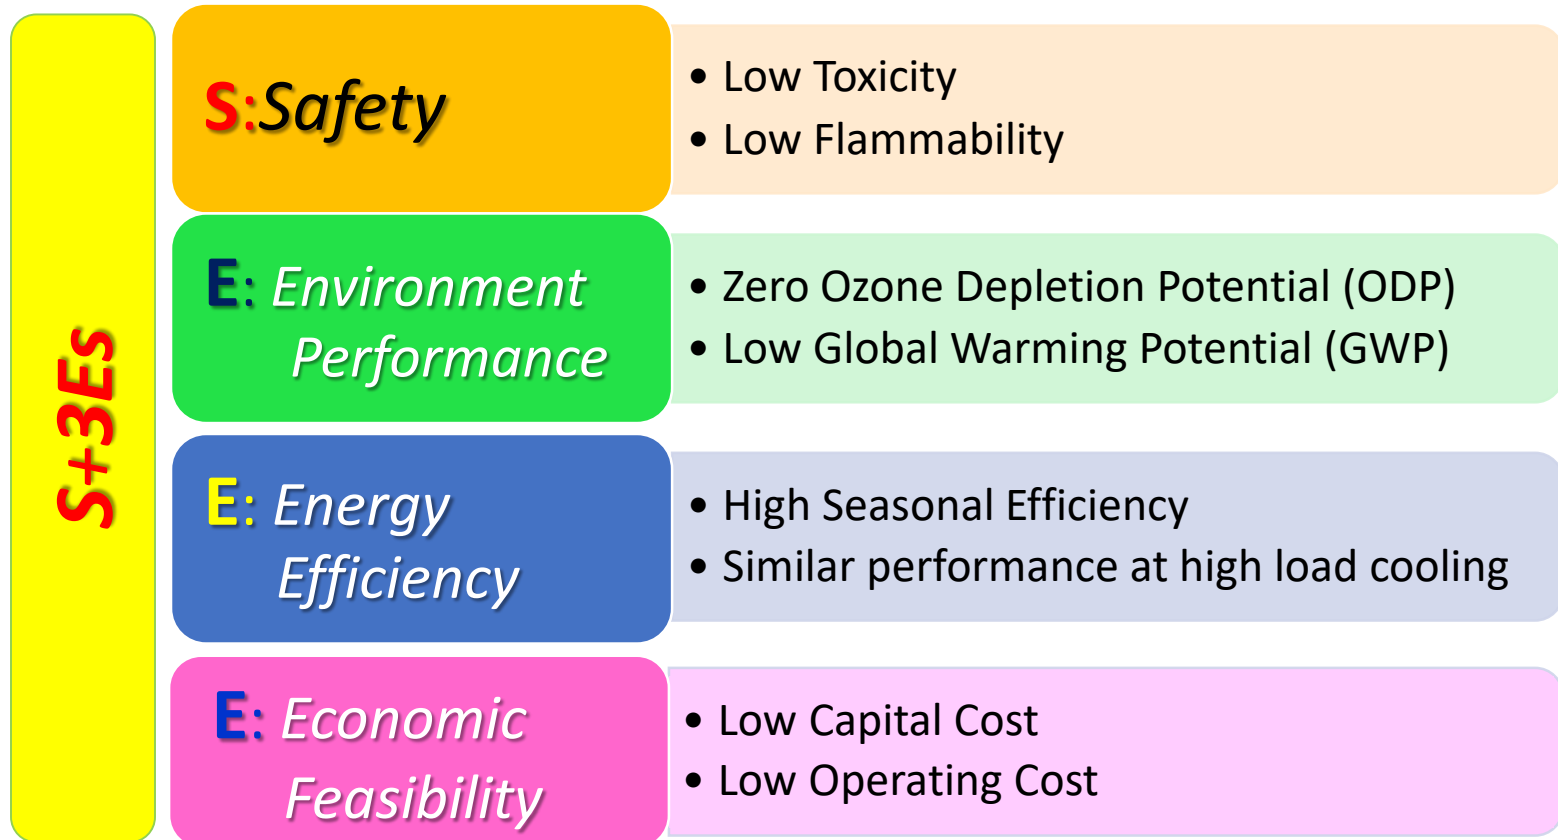 S+3Es
S:Safety
• Low Toxicity
• Low Flammability
E: Environment
Performance
• Zero Ozone Depletion Potential (ODP)
• Low Global Warming Potential (GWP)
E: Energy
Efficiency
• High Seasonal Efficiency
• Similar performance at high load cooling
E: Economic
Feasibility
• Low Capital Cost
• Low Operating Cost